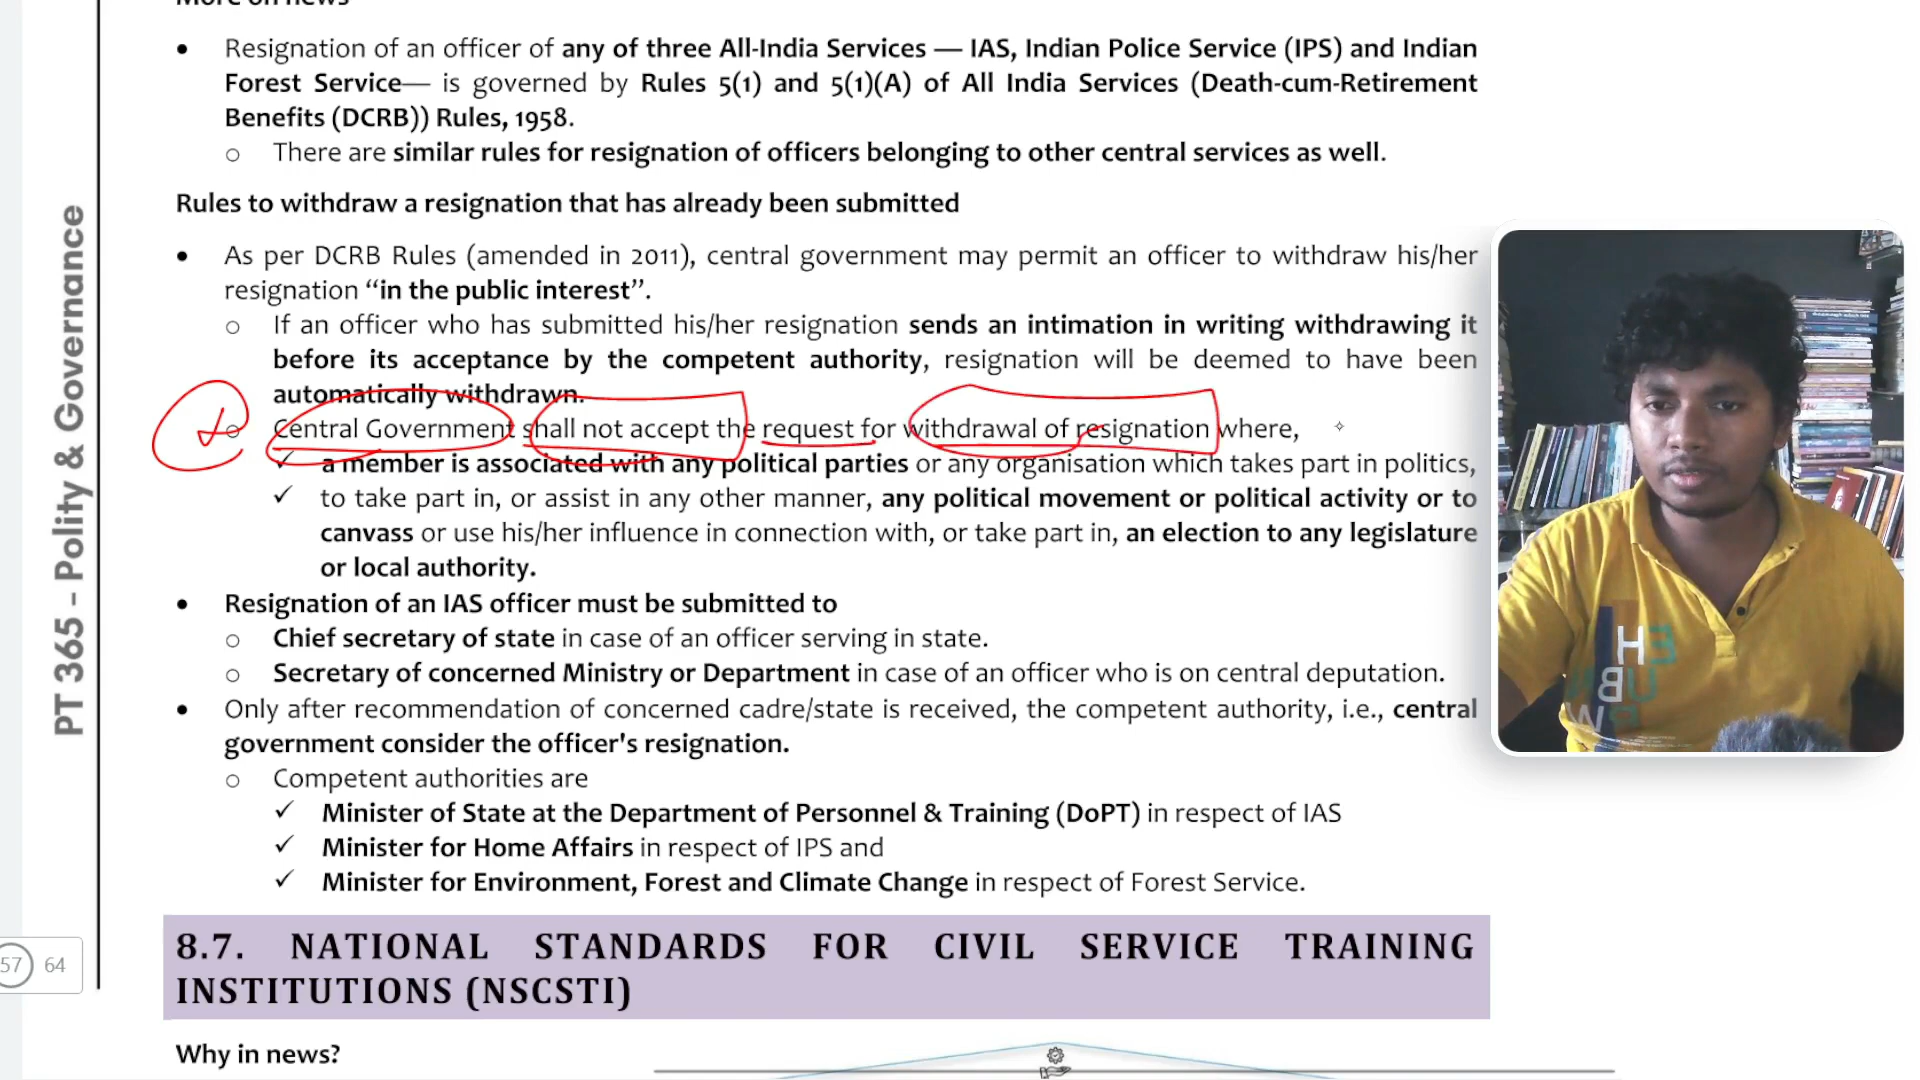 More on news
• Resignation of an officer of any of three All-India Services — IAS, Indian Police Service (IPS) and Indian
Forest Service— is governed by Rules 5(1) and 5(1)(A) of All India Services (Death-cum-Retirement
Benefits (DCRB)) Rules, 1958.
o There are similar rules for resignation of officers belonging to other central services as well.
Rules to withdraw a resignation that has already been submitted
• As per DCRB Rules (amended in 2011), central government may permit an officer to withdraw his/her
resignation “in the public interest”.
o If an officer who has submitted his/her resignation sends an intimation in writing withdrawing it
before its acceptance by the competent authority, resignation will be deemed to have been
automatically withdrawn.
o Central Government shall not accept the request for withdrawal of resignation where,
✓ a member is associated with any political parties or any organisation which takes part in politics,
✓ to take part in, or assist in any other manner, any political movement or political activity or to
canvass or use his/her influence in connection with, or take part in, an election to any legislature
or local authority.
• Resignation of an IAS officer must be submitted to
o Chief secretary of state in case of an officer serving in state.
o Secretary of concerned Ministry or Department in case of an officer who is on central deputation.
• Only after recommendation of concerned cadre/state is received, the competent authority, i.e., central
government consider the officer's resignation.
o Competent authorities are
✓ Minister of State at the Department of Personnel & Training (DoPT) in respect of IAS
✓ Minister for Home Affairs in respect of IPS and
✓ Minister for Environment, Forest and Climate Change in respect of Forest Service.
8.7. NATIONAL STANDARDS FOR CIVIL SERVICE TRAINING
INSTITUTIONS (NSCSTI)
Why in news?
PT 365 – Polity & Governance
57 64